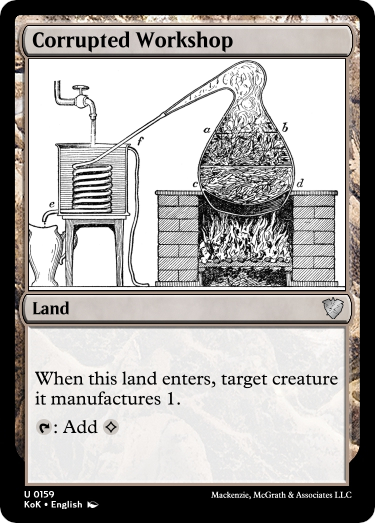 Corrupted Workshop
a
b
f
c
d
e
Land
When this land enters, target creature
it manufactures 1.
: Add
U 0159
KoK • English
Mackenzie, McGrath & Associates LLC